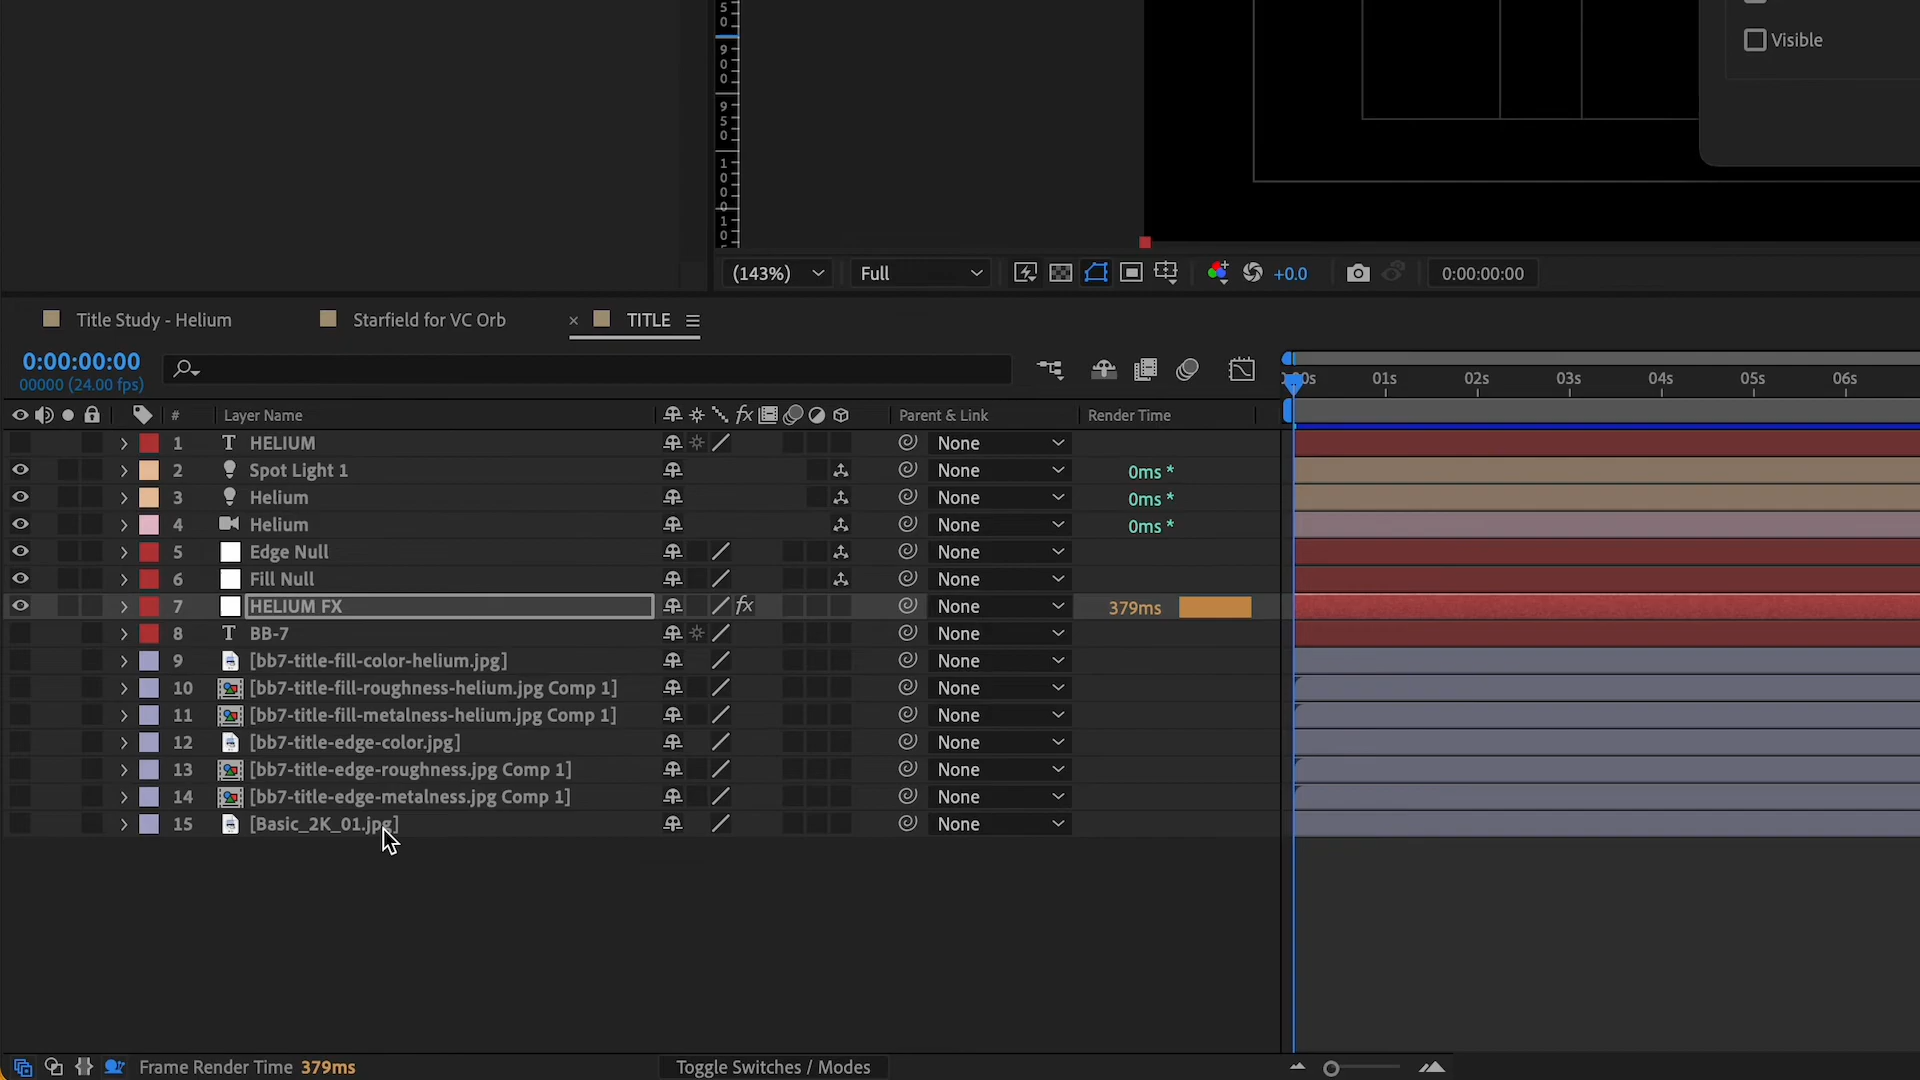 Visible
(143%)
Full
+0.0
0:00:00:00
Title Study - Helium
Starfield for VC Orb
× TITLE
0:00:00:00
00000 (24.00 fps)
01s 02s 03s 04s 05s 06s
# Layer Name fx Parent & Link Render Time
1 T HELIUM None
2 Spot Light 1 None 0ms *
3 Helium None 0ms *
4 Helium None 0ms *
5 Edge Null None
6 Fill Null None
7 HELIUM FX fx None 379ms
8 T BB-7 None
9 [bb7-title-fill-color-helium.jpg] None
10 [bb7-title-fill-roughness-helium.jpg Comp 1] None
11 [bb7-title-fill-metalness-helium.jpg Comp 1] None
12 [bb7-title-edge-color.jpg] None
13 [bb7-title-edge-roughness.jpg Comp 1] None
14 [bb7-title-edge-metalness.jpg Comp 1] None
15 [Basic_2K_01.jpg] None
Frame Render Time 379ms
Toggle Switches / Modes